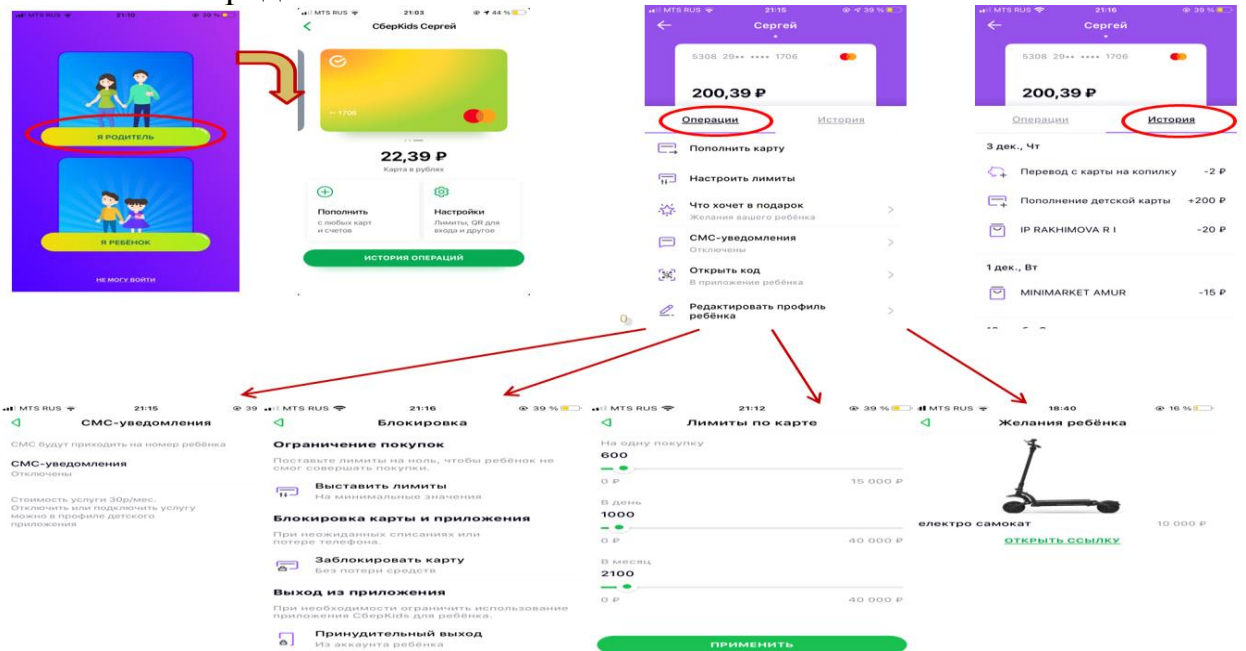 MTS RUS 21:10 39 %
Я РОДИТЕЛЬ
Я РЕБЁНОК
НЕ МОГУ ВОЙТИ
MTS RUS 21:03 44 %
СберKids Сергей
•• 1706
22,39 ₽
Карта в рублях
Пополнить
с любых карт
и счетов
Настройки
Лимиты, QR для
входа и другое
ИСТОРИЯ ОПЕРАЦИЙ
MTS RUS 21:15 39 %
Сергей
5308 29•• •••• 1706
200,39 ₽
Операции История
Пополнить карту
Настроить лимиты
Что хочет в подарок
Желания вашего ребёнка
СМС-уведомления
Отключены
Открыть код
В приложение ребёнка
Редактировать профиль
ребёнка
MTS RUS 21:16 39 %
Сергей
5308 29•• •••• 1706
200,39 ₽
Операции История
3 дек., Чт
Перевод с карты на копилку -2 ₽
Пополнение детской карты +200 ₽
IP RAKHIMOVA R I -20 ₽
1 дек., Вт
MINIMARKET AMUR -15 ₽
MTS RUS 21:15 39
СМС-уведомления
СМС будут приходить на номер ребёнка
СМС-уведомления
Отключены
Стоимость услуги 30р/мес.
Отключить или подключить услугу
можно в профиле детского
приложения
MTS RUS 21:16 39 %
Блокировка
Ограничение покупок
Поставьте лимиты на ноль, чтобы ребёнок не
смог совершать покупки.
Выставить лимиты
На минимальные значения
Блокировка карты и приложения
При неожиданных списаниях или
потере телефона.
Заблокировать карту
Без потери средств
Выход из приложения
При необходимости ограничить использование
приложения СберKids для ребёнка.
Принудительный выход
Из аккаунта ребёнка
MTS RUS 21:12 39 %
Лимиты по карте
На одну покупку
600
0 ₽ 15 000 ₽
В день
1000
0 ₽ 40 000 ₽
В месяц
2100
0 ₽ 40 000 ₽
ПРИМЕНИТЬ
MTS RUS 18:40 16 %
Желания ребёнка
електро самокат 10 000 ₽
ОТКРЫТЬ ССЫЛКУ